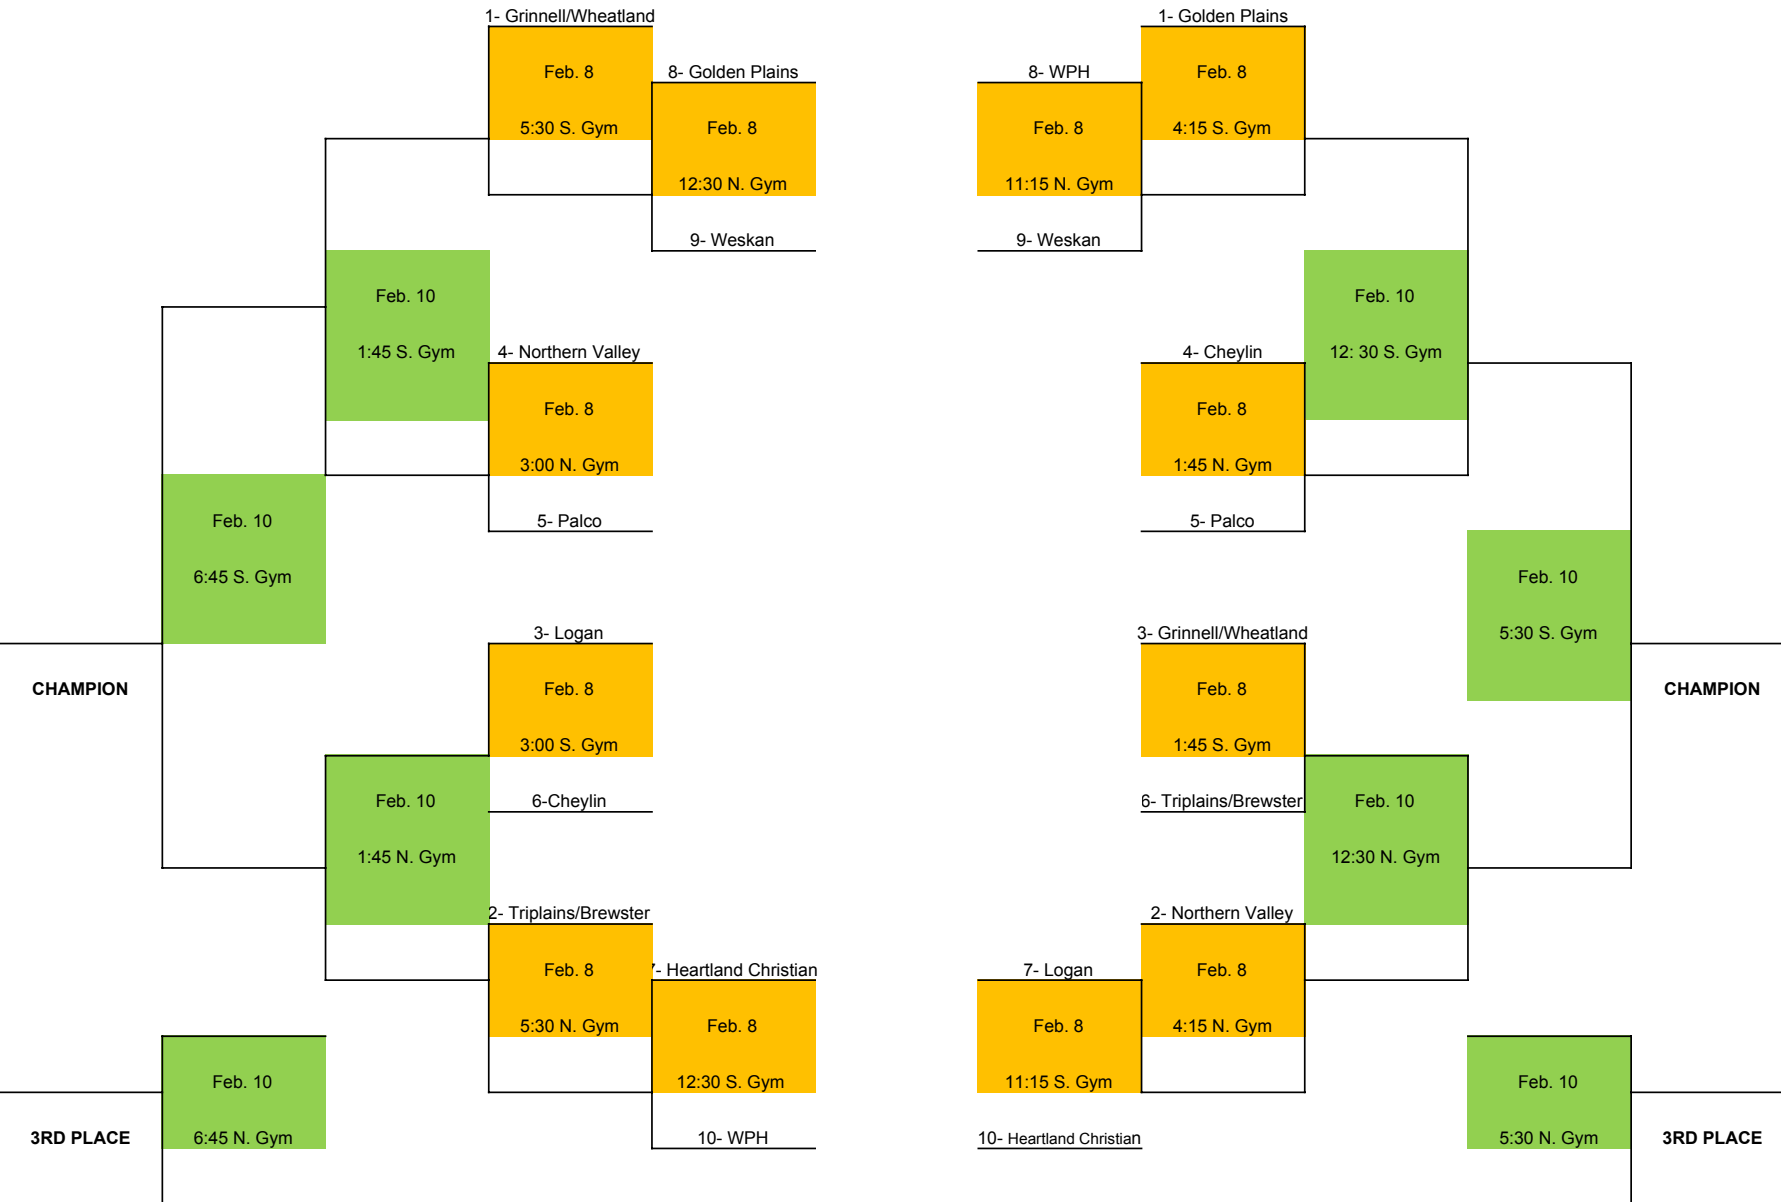 1- Grinnell/Wheatland
1- Golden Plains
Feb. 8
8- Golden Plains
8- WPH
Feb. 8
5:30 S. Gym
Feb. 8
Feb. 8
4:15 S. Gym
12:30 N. Gym
11:15 N. Gym
9- Weskan
9- Weskan
Feb. 10
Feb. 10
1:45 S. Gym
4- Northern Valley
4- Cheylin
12: 30 S. Gym
Feb. 8
Feb. 8
3:00 N. Gym
1:45 N. Gym
Feb. 10
5- Palco
5- Palco
6:45 S. Gym
Feb. 10
3- Logan
3- Grinnell/Wheatland
5:30 S. Gym
CHAMPION
Feb. 8
Feb. 8
CHAMPION
3:00 S. Gym
1:45 S. Gym
Feb. 10
6-Cheylin
6- Triplains/Brewster
Feb. 10
1:45 N. Gym
12:30 N. Gym
2- Triplains/Brewster
2- Northern Valley
Feb. 8
7- Heartland Christian
7- Logan
Feb. 8
5:30 N. Gym
Feb. 8
Feb. 8
4:15 N. Gym
Feb. 10
12:30 S. Gym
11:15 S. Gym
Feb. 10
3RD PLACE
6:45 N. Gym
10- WPH
10- Heartland Christian
5:30 N. Gym
3RD PLACE